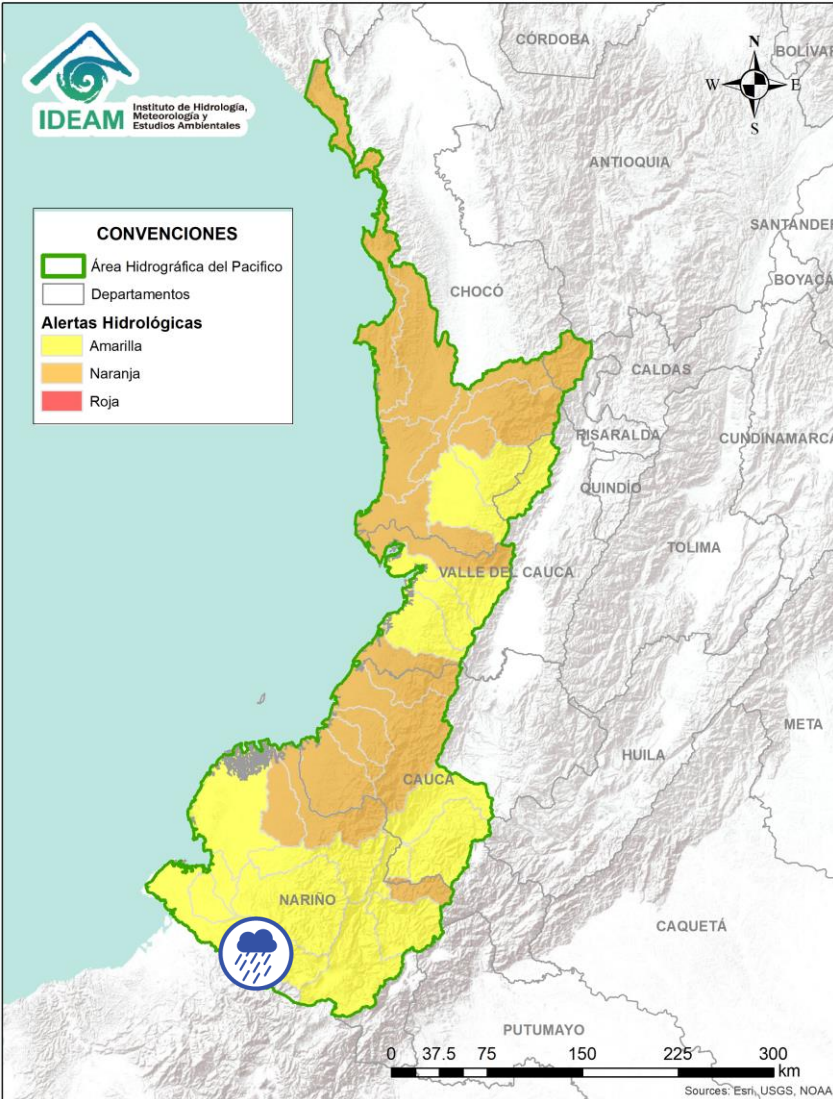 IDEAM
Instituto de Hidrología,
Meteorología y
Estudios Ambientales
N
W
E
S
CONVENCIONES
Área Hidrográfica del Pacifico
Departamentos
Alertas Hidrológicas
Amarilla
Naranja
Roja
CÓRDOBA
BOLÍVAR
ANTIOQUIA
SANTANDER
BOYACÁ
CHOCÓ
CALDAS
RISARALDA
CUNDINAMARCA
QUINDÍO
TOLIMA
VALLE DEL CAUCA
META
HUILA
CAUCA
NARIÑO
CAQUETÁ
PUTUMAYO
0 37.5 75 150 225 300
km
Sources: Esri, USGS, NOAA